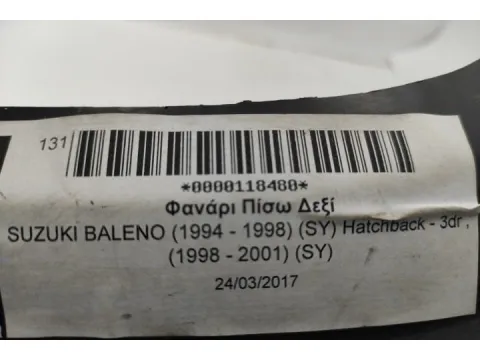 131
*0000118480*
Φανάρι Πίσω Δεξί
SUZUKI BALENO (1994 - 1998) (SY) Hatchback - 3dr ,
(1998 - 2001) (SY)
24/03/2017